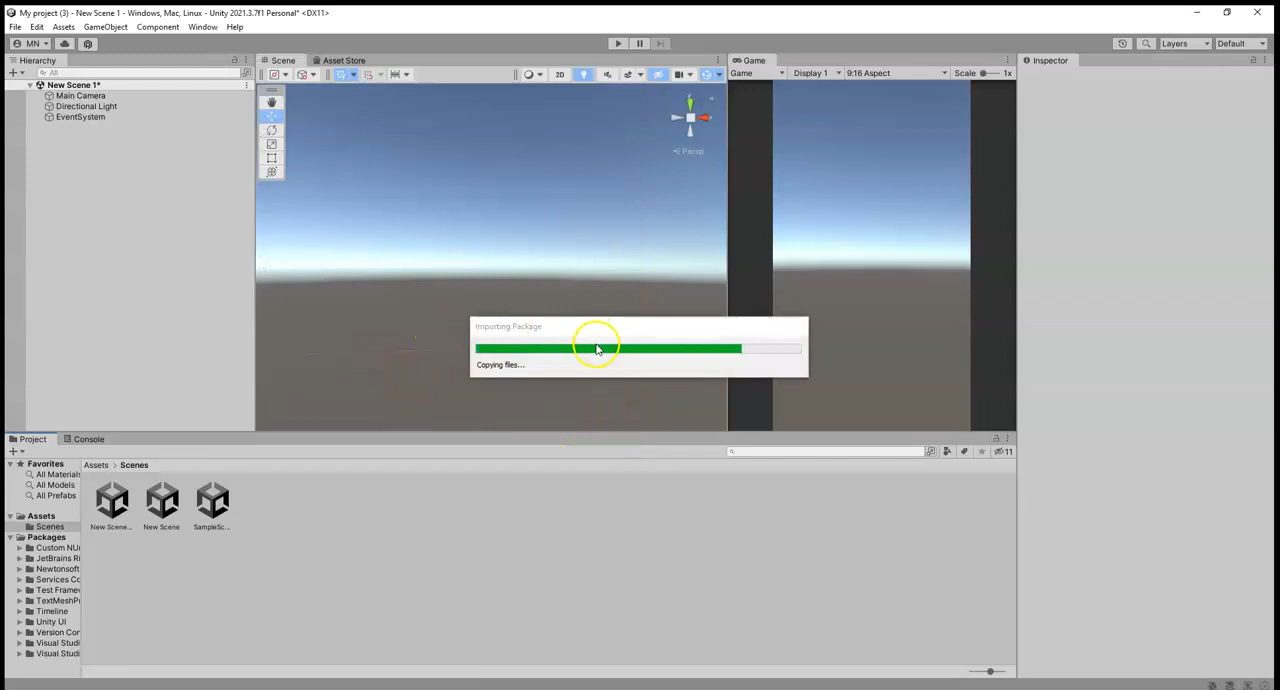 My project (3) - New Scene 1 - Windows, Mac, Linux - Unity 2021.3.7f1 Personal* <DX11>
File Edit Assets GameObject Component Window Help
MN Layers Default
Hierarchy Scene Asset Store Game Inspector
All 2D Game Display 1 9:16 Aspect Scale 1x
New Scene 1*
Main Camera
Directional Light
EventSystem
y
Persp
Importing Package
Copying files...
Project Console
11
Favorites
All Materials
All Models
All Prefabs
Assets > Scenes
New Scene... New Scene SampleSc...
Assets
Scenes
Packages
Custom NUn
JetBrains Ri
Newtonsoft
Services Co
Test Framew
TextMeshPr
Timeline
Unity UI
Version Con
Visual Studi
Visual Studi